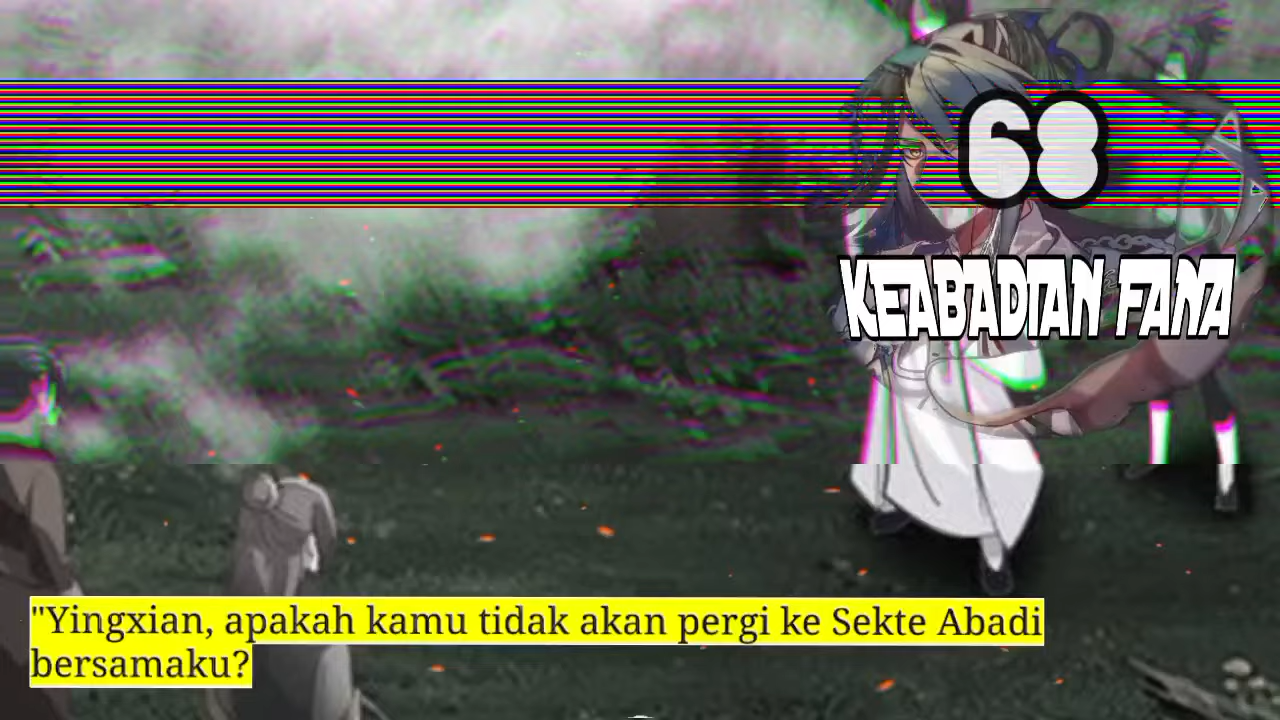 68
KEABADIAN FANA
"Yingxian, apakah kamu tidak akan pergi ke Sekte Abadi
bersamaku?